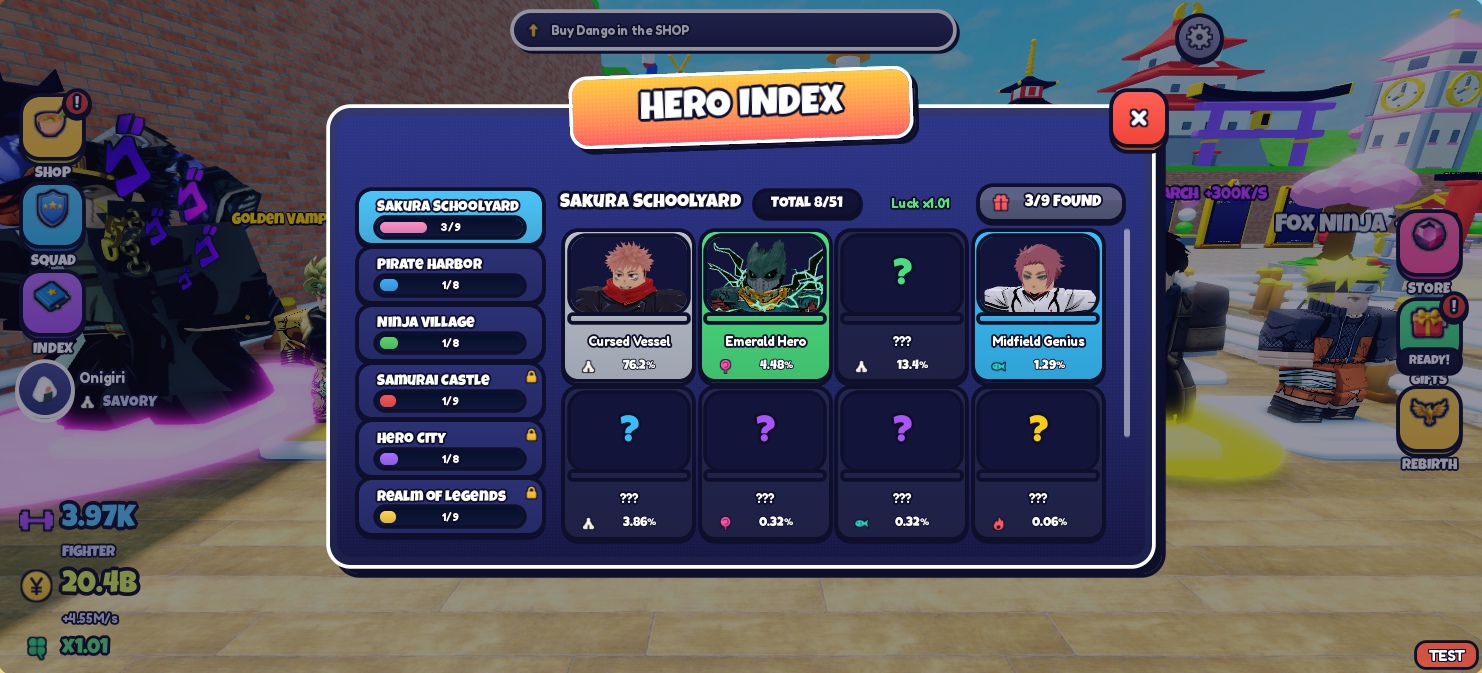 Buy Dango in the SHOP
HERO INDEX
SHOP
SQUAD
INDEX
Onigiri
SAVORY
3.97K
FIGHTER
20.4B
+4.55M/s
X1.01
GOLDEN VAMP
SAKURA SCHOOLYARD
3/9
PIRATE HARBOR
1/8
NINJA VILLAGE
1/8
SAMURAI CASTLE
1/9
HERO CITY
1/8
REALM OF LEGENDS
1/9
SAKURA SCHOOLYARD
TOTAL 8/51
Luck x1.01
3/9 FOUND
Cursed Vessel
76.2%
Emerald Hero
4.48%
?
???
13.4%
Midfield Genius
1.29%
?
???
3.86%
?
???
0.32%
?
???
0.32%
?
???
0.06%
ARCH +300K/S
FOX NINJA
STORE
READY!
GIFTS
REBIRTH
TEST